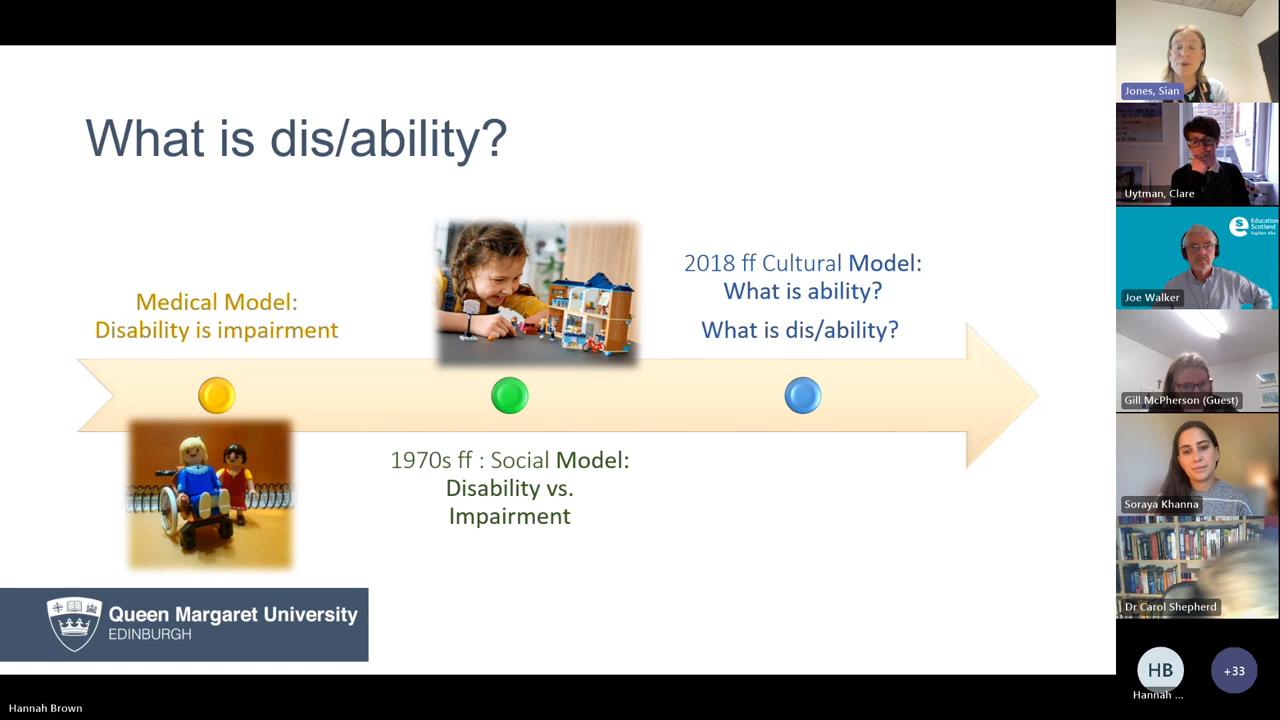 What is dis/ability?
Medical Model:
Disability is impairment
1970s ff : Social Model:
Disability vs.
Impairment
2018 ff Cultural Model:
What is ability?
What is dis/ability?
Queen Margaret University
EDINBURGH
Hannah Brown
Jones, Sian
Uytman, Clare
Education
Scotland
Foghlam Alba
Joe Walker
Gill McPherson (Guest)
Soraya Khanna
Dr Carol Shepherd
HB
Hannah ...
+33